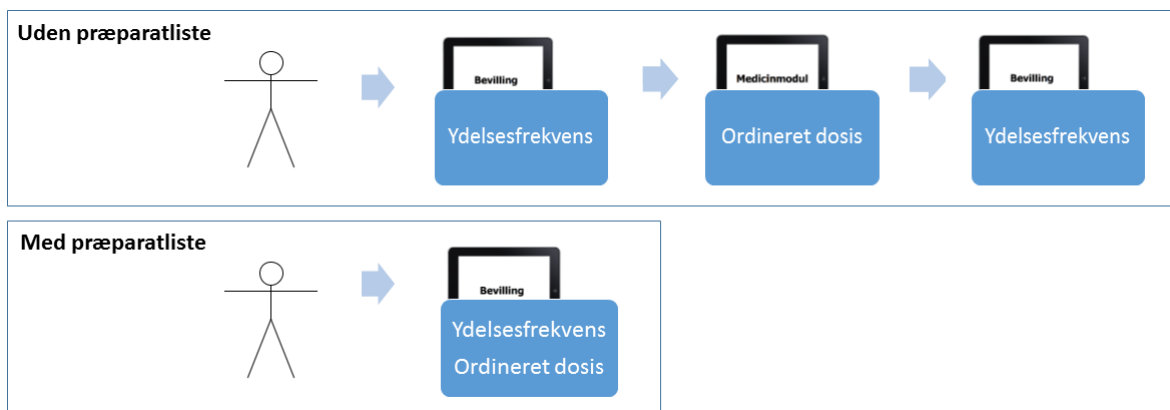 Uden præparatliste
Bevilling
Ydelsesfrekvens
Medicinmodul
Ordineret dosis
Bevilling
Ydelsesfrekvens
Med præparatliste
Bevilling
Ydelsesfrekvens
Ordineret dosis